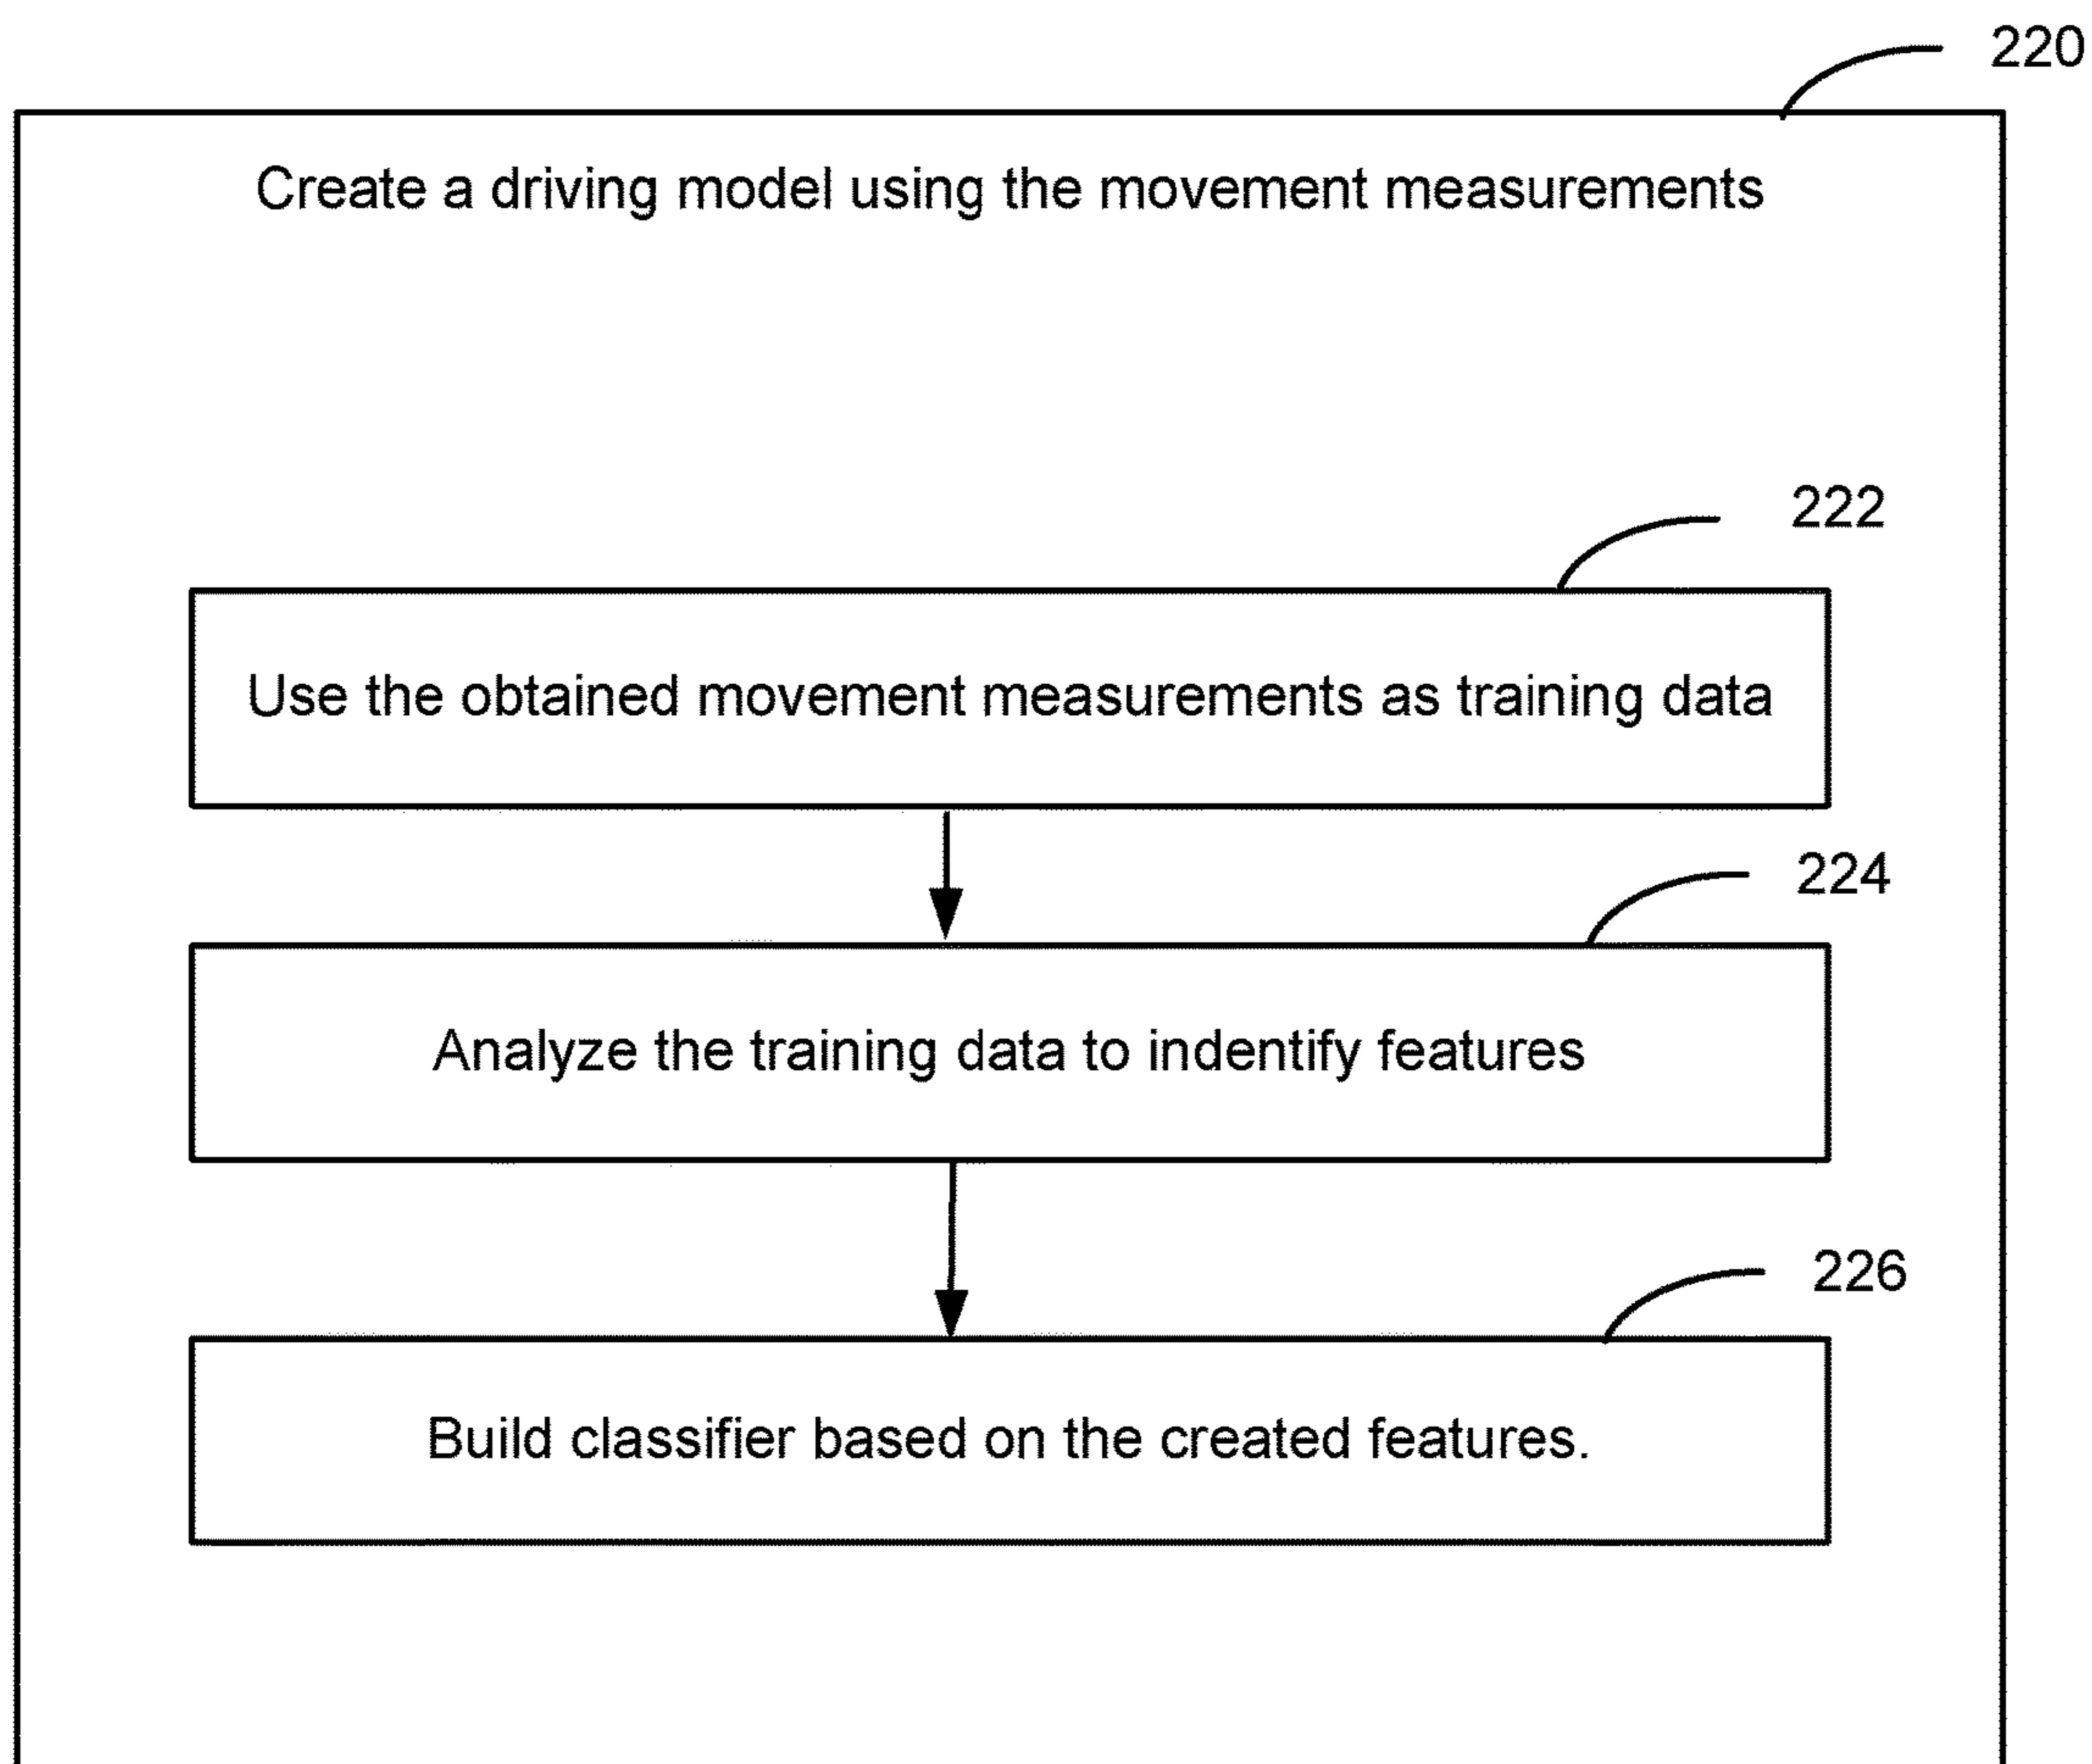 220
Create a driving model using the movement measurements
222
Use the obtained movement measurements as training data
224
Analyze the training data to indentify features
226
Build classifier based on the created features.